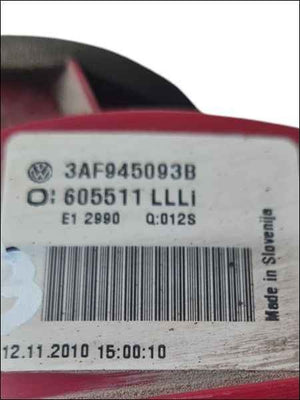 3AF945093B
O: 605511 LLLi
E1 2990 Q:012S
Made in Slovenija
12.11.2010 15:00:10